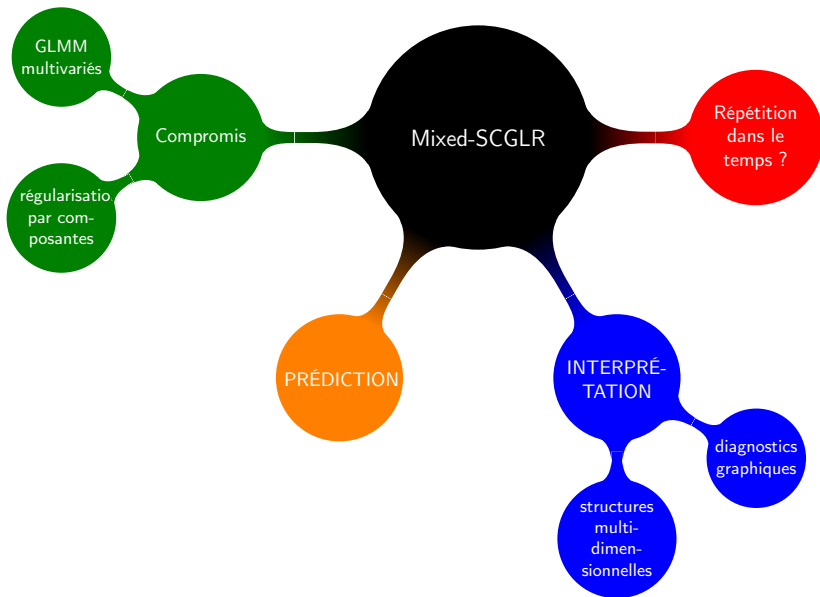 GLMM
multivariés
Compromis
régularisatio
par com-
posantes
Mixed-SCGLR
Répétition
dans le
temps ?
PRÉDICTION
INTERPRÉ-
TATION
diagnostics
graphiques
structures
multi-
dimen-
sionnelles